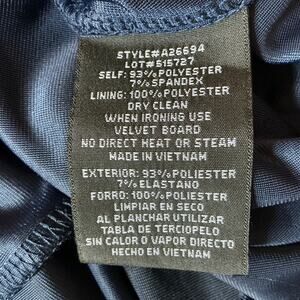 STYLE#A26694
LOT#515727
SELF: 93%POLYESTER
7%SPANDEX
LINING: 100%POLYESTER
DRY CLEAN
WHEN IRONING USE
VELVET BOARD
NO DIRECT HEAT OR STEAM
MADE IN VIETNAM
EXTERIOR: 93%POLIESTER
7%ELASTANO
FORRO: 100%POLIESTER
LIMPIAR EN SECO
AL PLANCHAR UTILIZAR
TABLA DE TERCIOPELO
SIN CALOR O VAPOR DIRECTO
HECHO EN VIETNAM